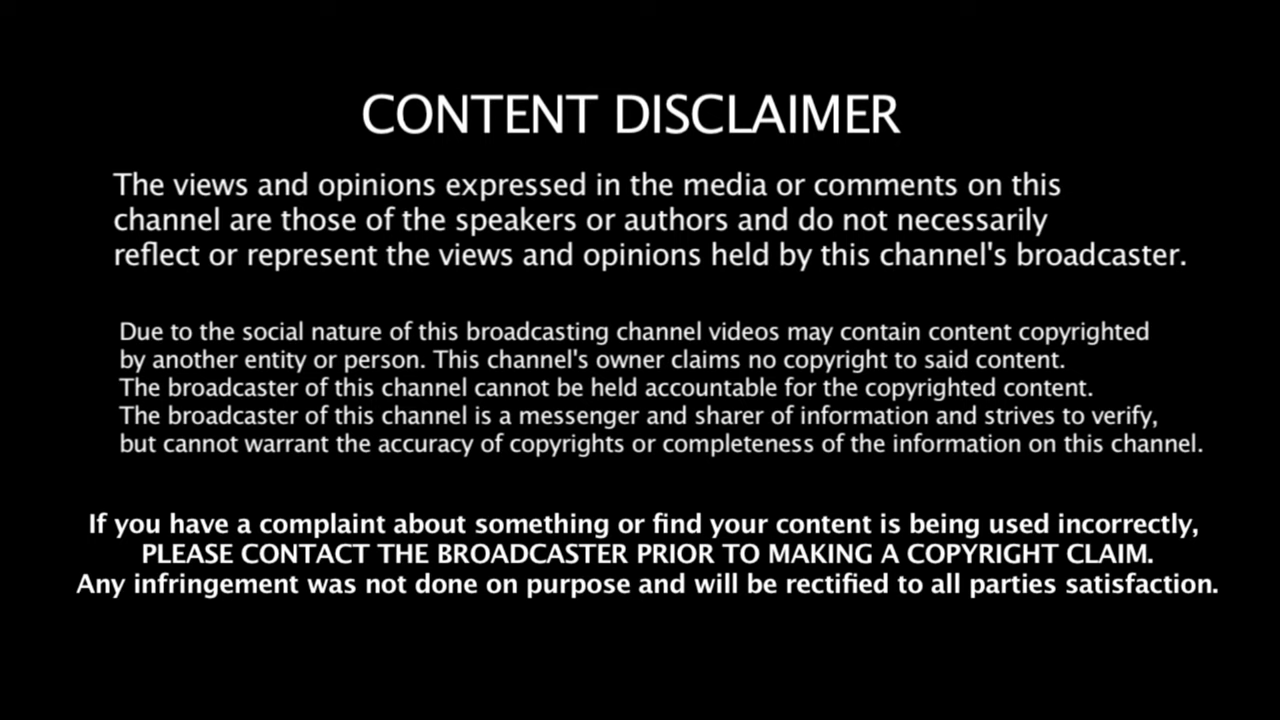 CONTENT DISCLAIMER
The views and opinions expressed in the media or comments on this
channel are those of the speakers or authors and do not necessarily
reflect or represent the views and opinions held by this channel's broadcaster.
Due to the social nature of this broadcasting channel videos may contain content copyrighted
by another entity or person. This channel's owner claims no copyright to said content.
The broadcaster of this channel cannot be held accountable for the copyrighted content.
The broadcaster of this channel is a messenger and sharer of information and strives to verify,
but cannot warrant the accuracy of copyrights or completeness of the information on this channel.
If you have a complaint about something or find your content is being used incorrectly,
PLEASE CONTACT THE BROADCASTER PRIOR TO MAKING A COPYRIGHT CLAIM.
Any infringement was not done on purpose and will be rectified to all parties satisfaction.